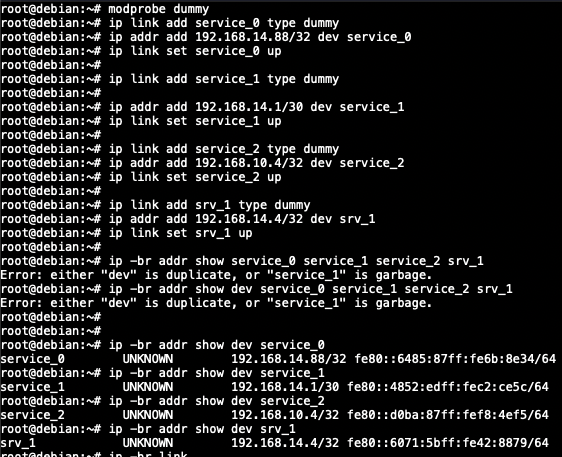 root@debian:~# modprobe dummy
root@debian:~# ip link add service_0 type dummy
root@debian:~# ip addr add 192.168.14.88/32 dev service_0
root@debian:~# ip link set service_0 up
root@debian:~#
root@debian:~# ip link add service_1 type dummy
root@debian:~#
root@debian:~# ip addr add 192.168.14.1/30 dev service_1
root@debian:~# ip link set service_1 up
root@debian:~#
root@debian:~# ip link add service_2 type dummy
root@debian:~# ip addr add 192.168.10.4/32 dev service_2
root@debian:~# ip link set service_2 up
root@debian:~#
root@debian:~# ip link add srv_1 type dummy
root@debian:~# ip addr add 192.168.14.4/32 dev srv_1
root@debian:~# ip link set srv_1 up
root@debian:~#
root@debian:~# ip -br addr show service_0 service_1 service_2 srv_1
Error: either "dev" is duplicate, or "service_1" is garbage.
root@debian:~# ip -br addr show dev service_0 service_1 service_2 srv_1
Error: either "dev" is duplicate, or "service_1" is garbage.
root@debian:~#
root@debian:~#
root@debian:~# ip -br addr show dev service_0
service_0 UNKNOWN 192.168.14.88/32 fe80::6485:87ff:fe6b:8e34/64
root@debian:~# ip -br addr show dev service_1
service_1 UNKNOWN 192.168.14.1/30 fe80::4852:edff:fec2:ce5c/64
root@debian:~# ip -br addr show dev service_2
service_2 UNKNOWN 192.168.10.4/32 fe80::d0ba:87ff:fef8:4ef5/64
root@debian:~# ip -br addr show dev srv_1
srv_1 UNKNOWN 192.168.14.4/32 fe80::6071:5bff:fe42:8879/64
root@debian:~# ip -br link